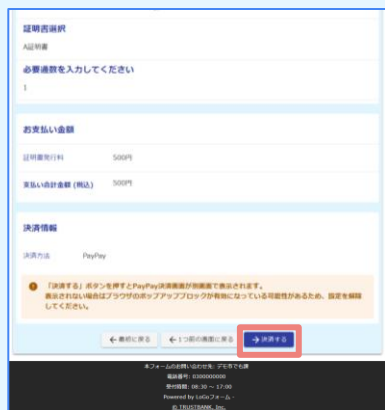 証明書選択
A証明書
必要通数を入力してください
1
お支払い金額
証明書発行料 500円
支払い合計金額 (税込) 500円
決済情報
決済方法 PayPay
「決済する」ボタンを押すとPayPay決済画面が別画面で表示されます。
表示されない場合はブラウザのポップアップブロックが有効になっている可能性があるため、設定を解除
してください。
← 最初に戻る ← 1つ前の画面に戻る → 決済する
本フォームのお問い合わせ先: デモ市でも課
電話番号: 0300000000
受付時間: 08:30 ～ 17:00
Powered by LoGoフォーム -
© TRUSTBANK, Inc.